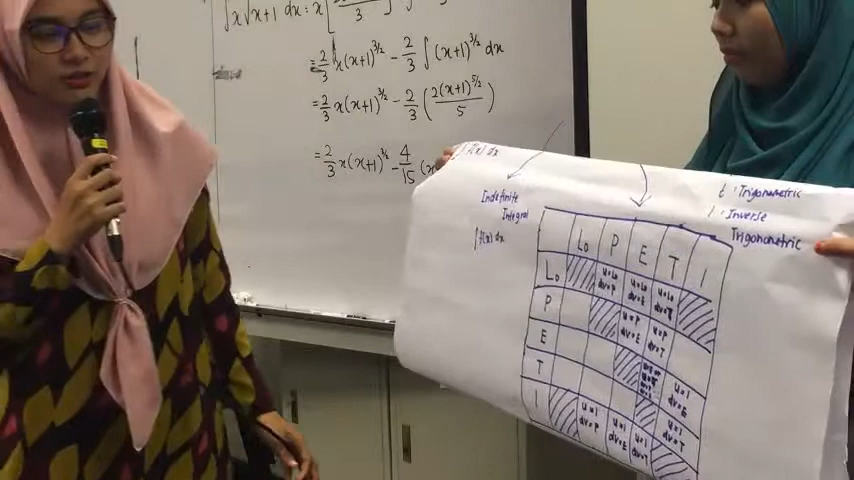 ∫x√x+1 dx = x[
3
= 2/3 x(x+1)^3/2 - 2/3 ∫(x+1)^3/2 dx
= 2/3 x(x+1)^3/2 - 2/3 (2(x+1)^5/2 / 5)
= 2/3 x(x+1)^3/2 - 4/15 (x
∫f(x) dx
Indefinite
Integral
∫f(x) dx
t : Trigonometric
I : Inverse
Trigonometric
Lo P E T I
Lo u=Lo dv=P u=Lo dv=E u=Lo
P u=P dv=E u=P dv=T
E
T u=I dv=E
I u=I dv=P u=I dv=E u=I dv=T u=I dv=T